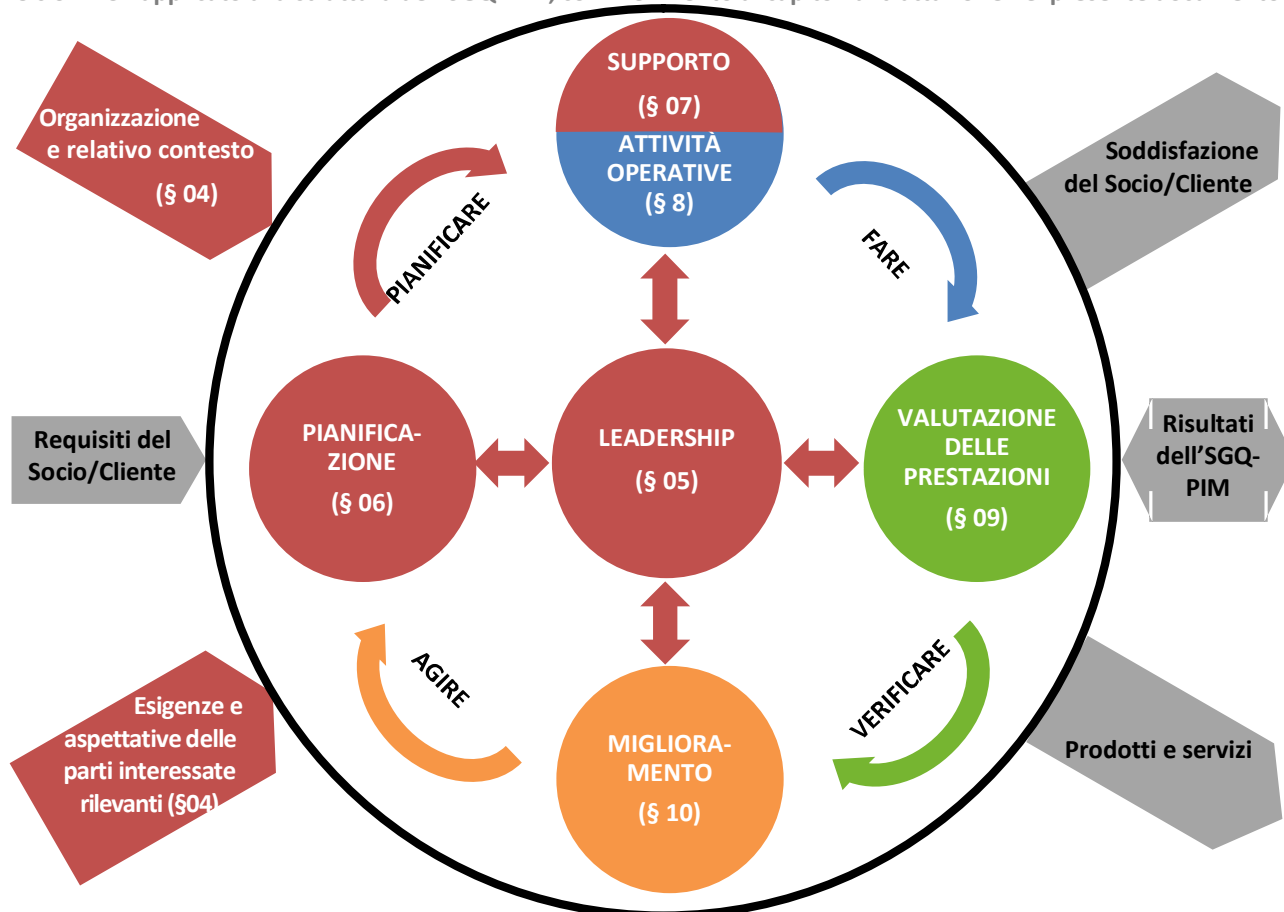 SUPPORTO
(§ 07)
ATTIVITÀ
OPERATIVE
(§ 8)
Organizzazione
e relativo contesto
(§ 04)
Soddisfazione
del Socio/Cliente
PIANIFICARE
FARE
Requisiti del
Socio/Cliente
PIANIFICA-
ZIONE
(§ 06)
LEADERSHIP
(§ 05)
VALUTAZIONE
DELLE
PRESTAZIONI
(§ 09)
Risultati
dell’SGQ-
PIM
AGIRE
VERIFICARE
Esigenze e
aspettative delle
parti interessate
rilevanti (§04)
MIGLIORA-
MENTO
(§ 10)
Prodotti e servizi